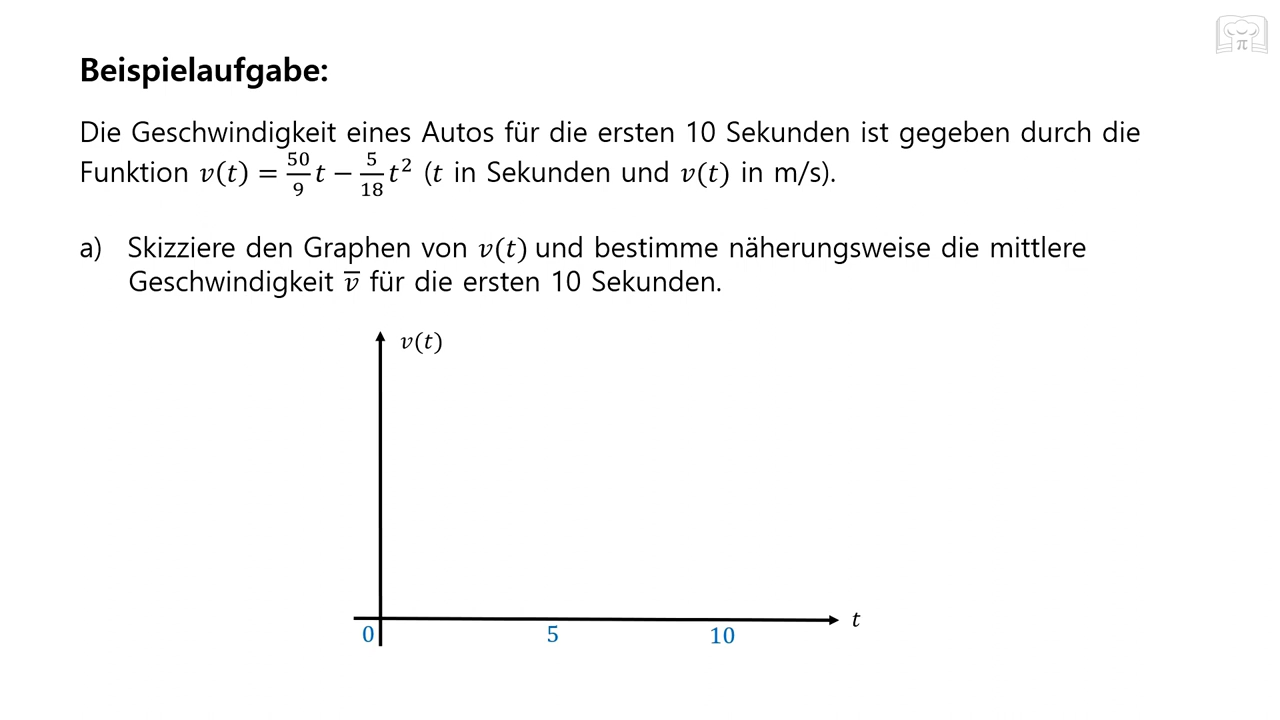 Beispielaufgabe:
Die Geschwindigkeit eines Autos für die ersten 10 Sekunden ist gegeben durch die
Funktion v(t) = 50/9 t − 5/18 t² (t in Sekunden und v(t) in m/s).
a) Skizziere den Graphen von v(t) und bestimme näherungsweise die mittlere
Geschwindigkeit v̅ für die ersten 10 Sekunden.
v(t)
t
0 5 10
π